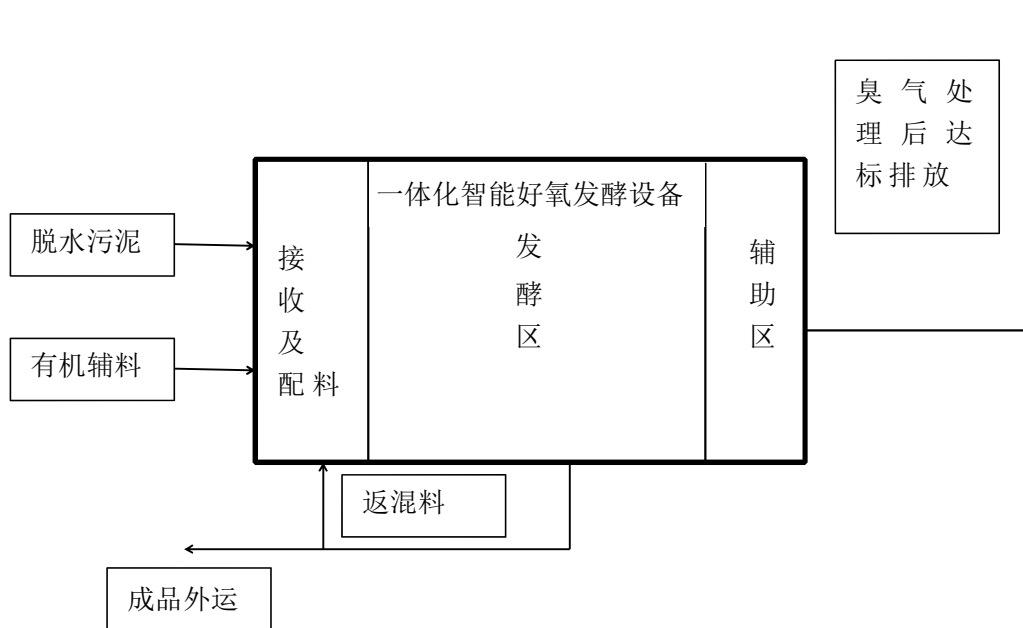 臭气处
理后达
标排放
一体化智能好氧发酵设备
脱水污泥
有机辅料
接
收
及
配料
发
酵
区
辅
助
区
返混料
成品外运